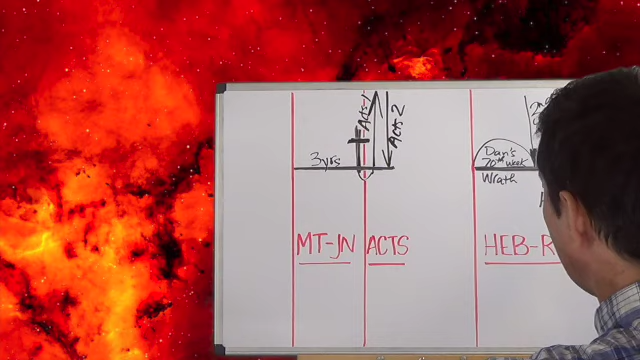 Acts 1
Acts 2
3yrs
Dan's
70th week
Wrath
MT-JN
ACTS
HEB-R